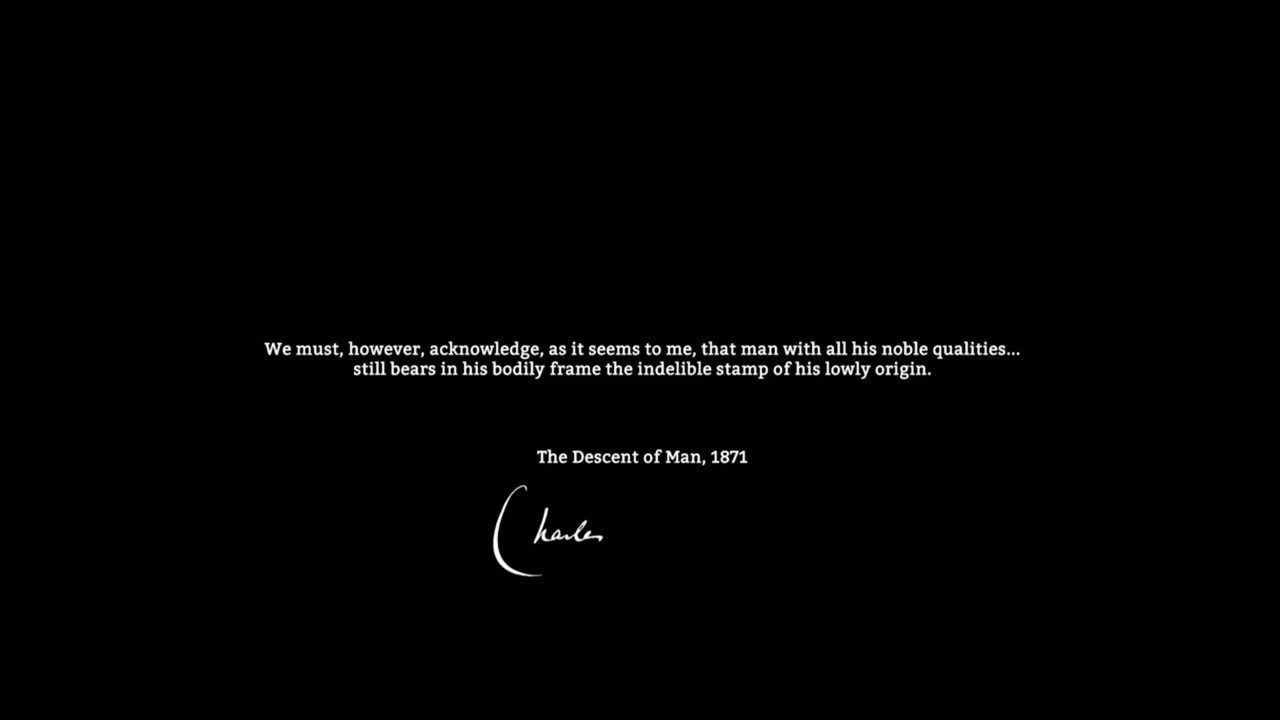 We must, however, acknowledge, as it seems to me, that man with all his noble qualities...
still bears in his bodily frame the indelible stamp of his lowly origin.
The Descent of Man, 1871
Charles